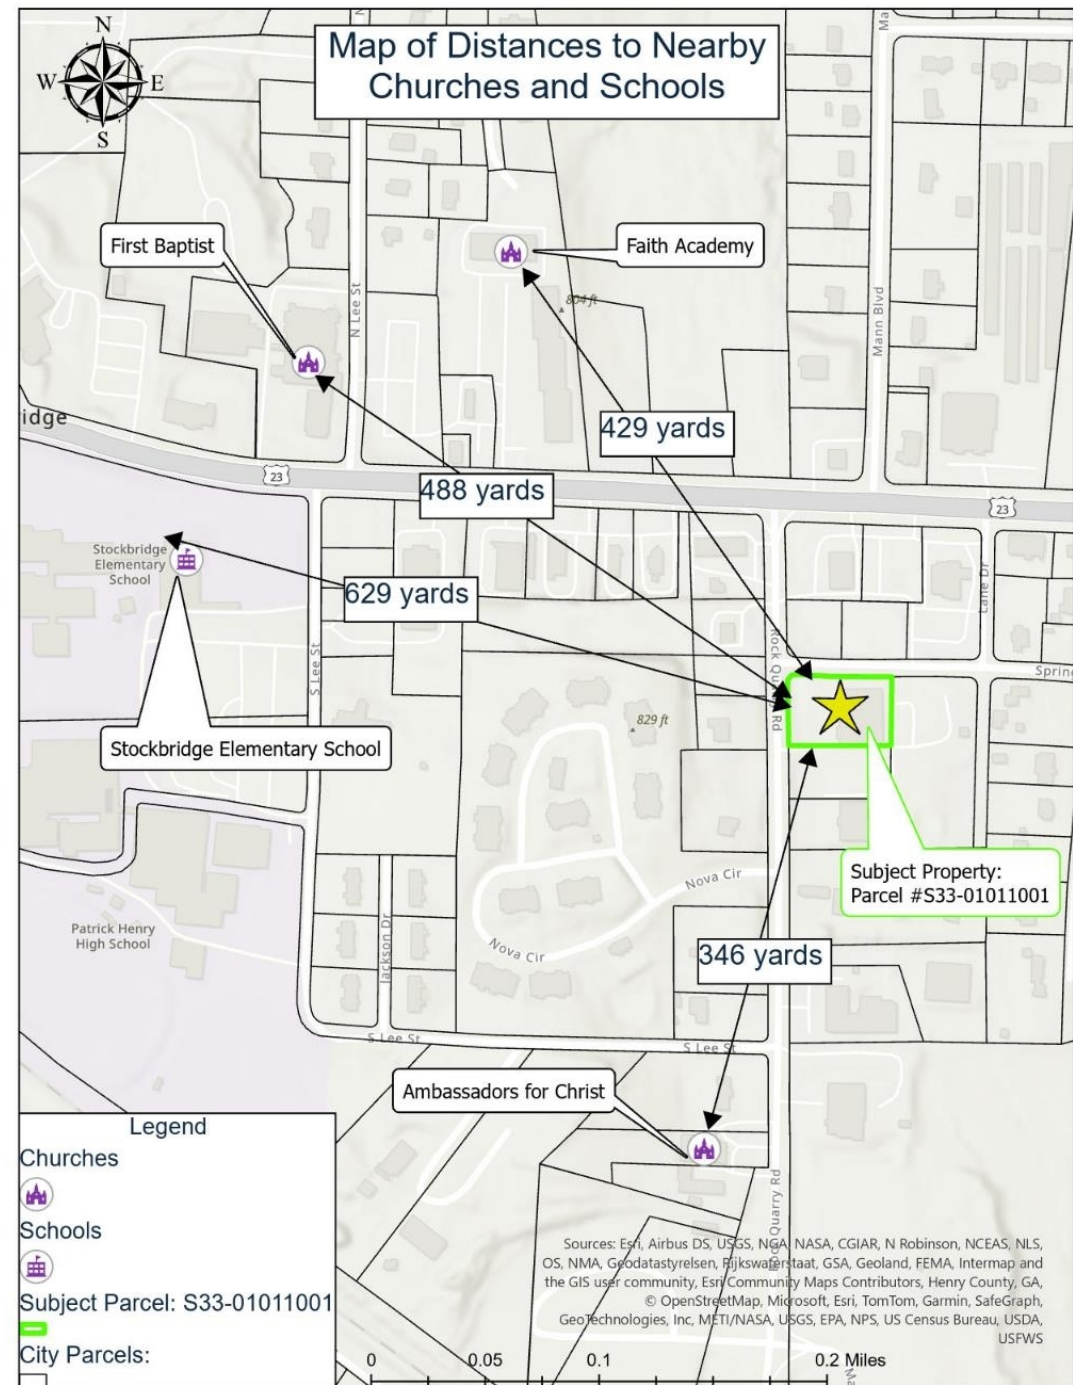 N
W
E
S
Map of Distances to Nearby
Churches and Schools
First Baptist
Faith Academy
N Lee St
804 ft
Mann Blvd
429 yards
idge
23
488 yards
23
Stockbridge
Elementary
School
629 yards
Lane Dr
S Lee St
Rock Qu Rd
Spring
829 ft
Stockbridge Elementary School
Subject Property:
Parcel #S33-01011001
Nova Cir
Patrick Henry
High School
Jackson Dr
Nova Cir
346 yards
S Lee St
S Lee St
Ambassadors for Christ
Rock Quarry Rd
Legend
Churches
Schools
Subject Parcel: S33-01011001
City Parcels:
Sources: Esri, Airbus DS, USGS, NGA, NASA, CGIAR, N Robinson, NCEAS, NLS,
OS, NMA, Geodatastyrelsen, Rijkswaterstaat, GSA, Geoland, FEMA, Intermap and
the GIS user community, Esri Community Maps Contributors, Henry County, GA,
© OpenStreetMap, Microsoft, Esri, TomTom, Garmin, SafeGraph,
GeoTechnologies, Inc, METI/NASA, USGS, EPA, NPS, US Census Bureau, USDA,
USFWS
0 0.05 0.1 0.2 Miles